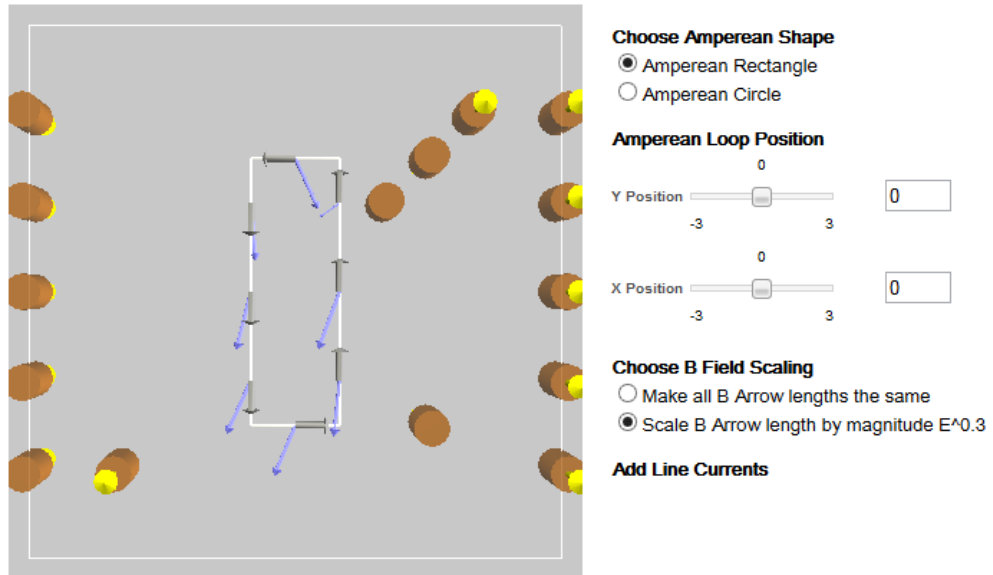 Choose Amperean Shape
Amperean Rectangle
Amperean Circle
Amperean Loop Position
0
Y Position
0
-3
3
0
X Position
0
-3
3
Choose B Field Scaling
Make all B Arrow lengths the same
Scale B Arrow length by magnitude E^0.3
Add Line Currents